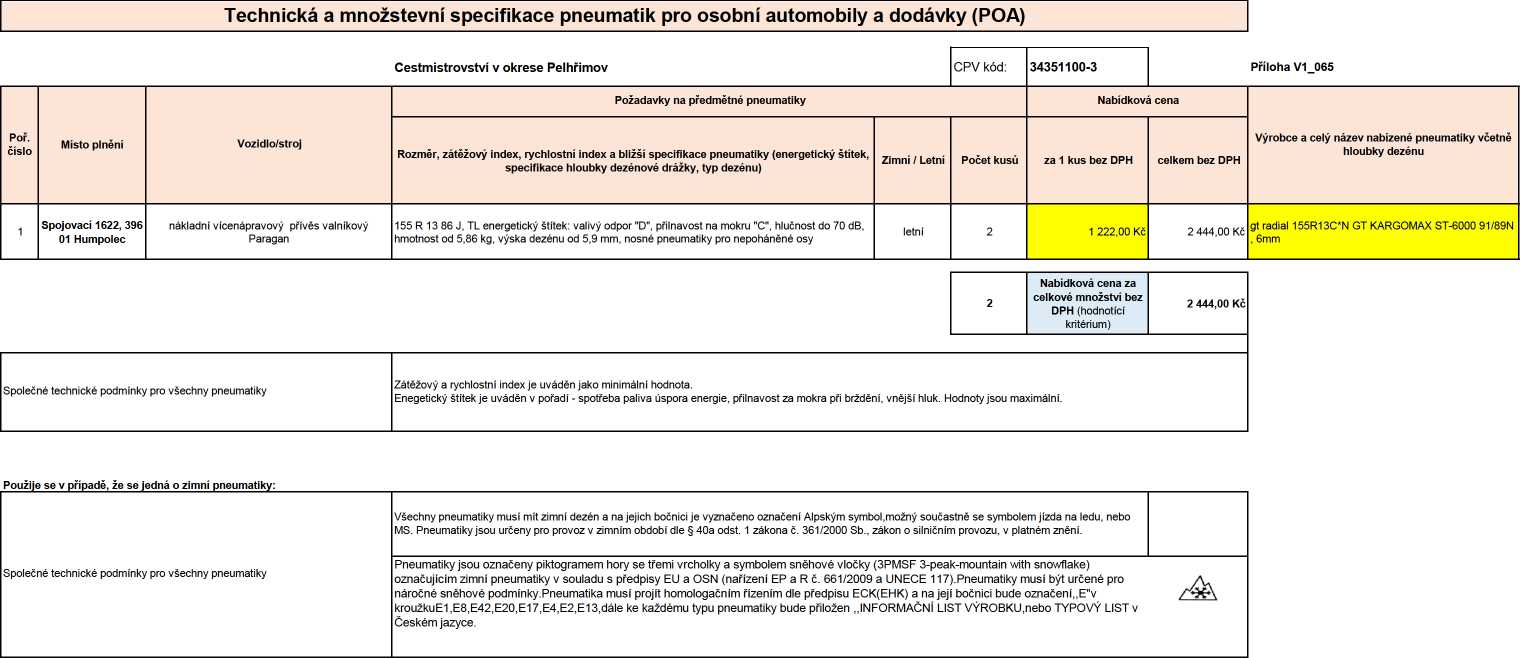 Technická a množstevní specifikace pneumatik pro osobní automobily a dodávky (POA)
Cestmistrovství v okrese Pelhřimov
CPV kód:
34351100-3
Příloha V1_065
Poř. číslo
Místo plnění
Vozidlo/stroj
Požadavky na předmětné pneumatiky
Nabídková cena
Výrobce a celý název nabízené pneumatiky včetně
hloubky dezénu
Rozměr, zátěžový index, rychlostní index a bližší specifikace pneumatiky (energetický štítek,
specifikace hloubky dezénové drážky, typ dezénu)
Zimní / Letní
Počet kusů
za 1 kus bez DPH
celkem bez DPH
1
Spojovací 1622, 396
01 Humpolec
nákladní vícenápravový přívěs valníkový
Paragan
155 R 13 86 J, TL energetický štítek: valivý odpor "D", přilnavost na mokru "C", hlučnost do 70 dB,
hmotnost od 5,86 kg, výska dezénu od 5,9 mm, nosné pneumatiky pro nepoháněné osy
letní
2
1 222,00 Kč
2 444,00 Kč
gt radial 155R13C*N GT KARGOMAX ST-6000 91/89N
, 6mm
2
Nabídková cena za
celkové množství bez
DPH (hodnotící
kritérium)
2 444,00 Kč
Společné technické podmínky pro všechny pneumatiky
Zátěžový a rychlostní index je uváděn jako minimální hodnota.
Enegetický štítek je uváděn v pořadí - spotřeba paliva úspora energie, přilnavost za mokra při brždění, vnější hluk. Hodnoty jsou maximální.
Použije se v případě, že se jedná o zimní pneumatiky:
Společné technické podmínky pro všechny pneumatiky
Všechny pneumatiky musí mít zimní dezén a na jejich bočnici je vyznačeno označení Alpským symbol,možný součastně se symbolem jízda na ledu, nebo
MS. Pneumatiky jsou určeny pro provoz v zimním období dle § 40a odst. 1 zákona č. 361/2000 Sb., zákon o silničním provozu, v platném znění.
Pneumatiky jsou označeny piktogramem hory se třemi vrcholky a symbolem sněhové vločky (3PMSF 3-peak-mountain with snowflake)
označujícím zimní pneumatiky v souladu s předpisy EU a OSN (nařízení EP a R č. 661/2009 a UNECE 117).Pneumatiky musí být určené pro
náročné sněhové podmínky.Pneumatika musí projít homologačním řízením dle předpisu ECK(EHK) a na její bočnici bude označení,,E"v
kroužkuE1,E8,E42,E20,E17,E4,E2,E13,dále ke každému typu pneumatiky bude přiložen ,,INFORMAČNÍ LIST VÝROBKU,nebo TYPOVÝ LIST v
Českém jazyce.